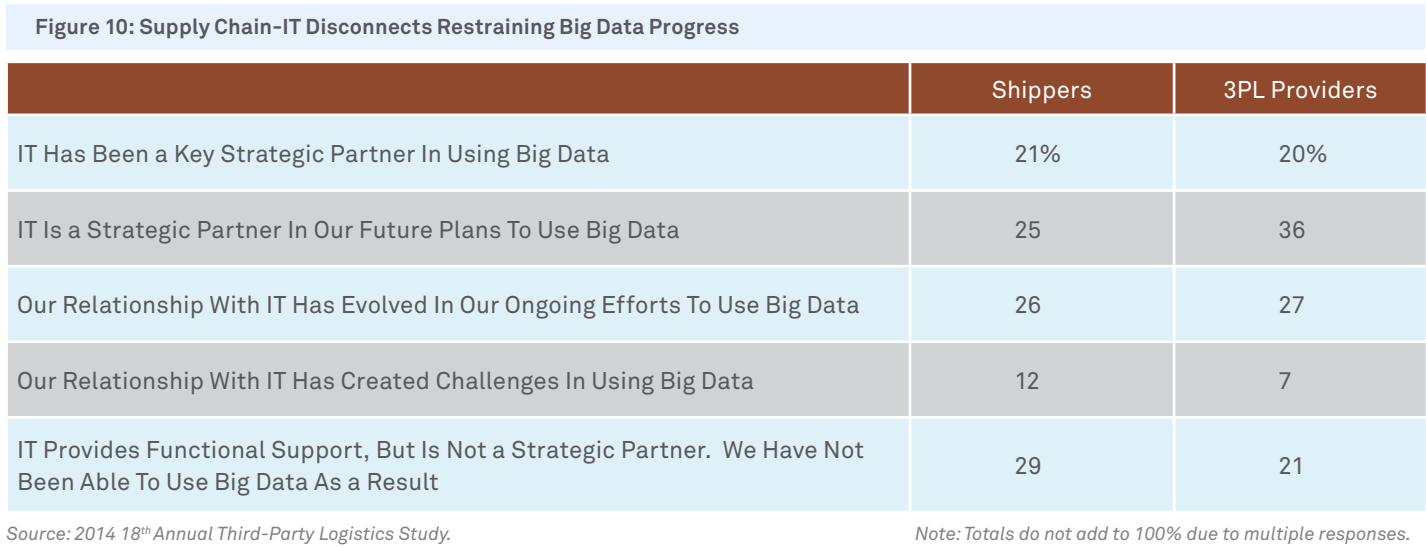 Figure 10: Supply Chain-IT Disconnects Restraining Big Data Progress
Shippers 3PL Providers
IT Has Been a Key Strategic Partner In Using Big Data 21% 20%
IT Is a Strategic Partner In Our Future Plans To Use Big Data 25 36
Our Relationship With IT Has Evolved In Our Ongoing Efforts To Use Big Data 26 27
Our Relationship With IT Has Created Challenges In Using Big Data 12 7
IT Provides Functional Support, But Is Not a Strategic Partner.  We Have Not
Been Able To Use Big Data As a Result 29 21
Source: 2014 18th Annual Third-Party Logistics Study. Note: Totals do not add to 100% due to multiple responses.